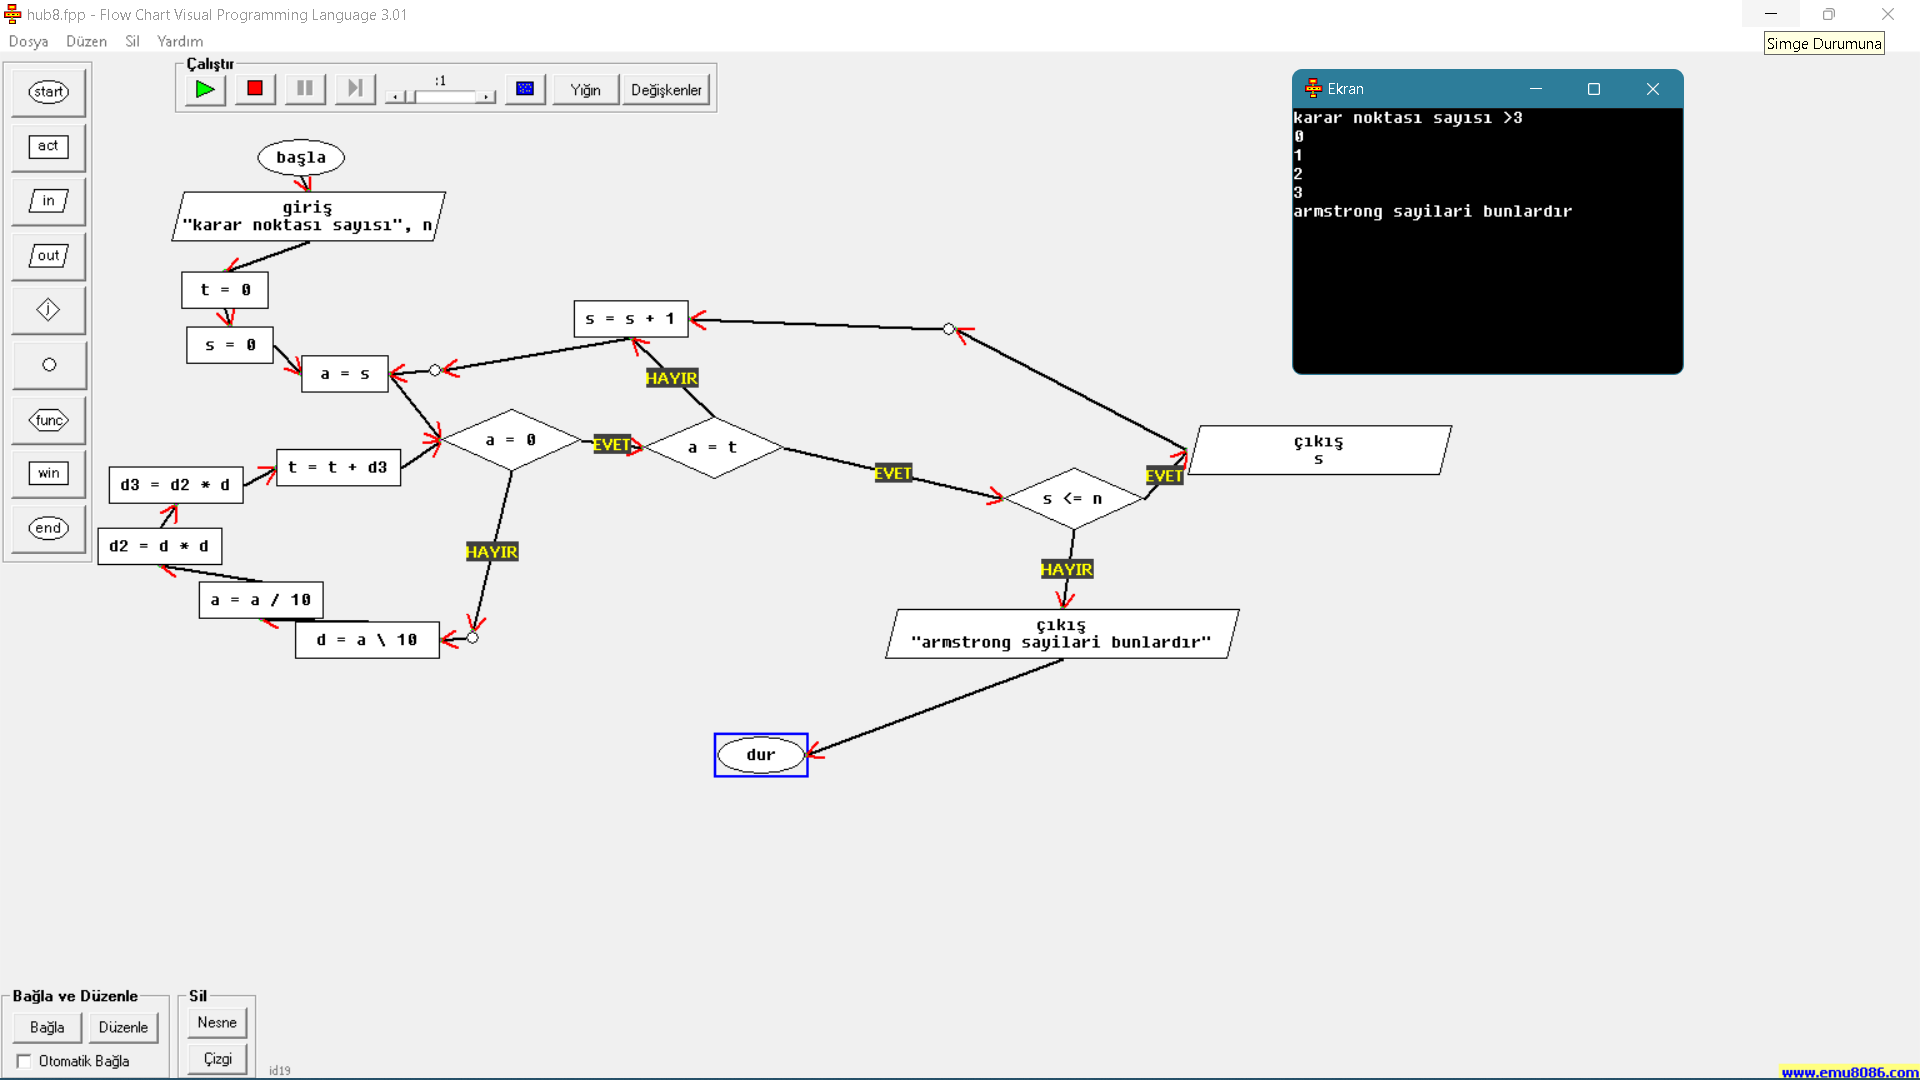 hub8.fpp - Flow Chart Visual Programming Language 3.01
Dosya Düzen Sil Yardım
Simge Durumuna
Çalıştır
:1
Yığın
Değişkenler
start
act
in
out
j
func
win
end
başla
giriş
"karar noktası sayısı", n
t = 0
s = 0
a = s
s = s + 1
HAYIR
a = 0
EVET
a = t
EVET
s <= n
EVET
çıkış
s
t = t + d3
d3 = d2 * d
d2 = d * d
a = a / 10
d = a \ 10
HAYIR
HAYIR
çıkış
"armstrong sayilari bunlardır"
dur
Ekran
karar noktası sayısı >3
0
1
2
3
armstrong sayilari bunlardır
Bağla ve Düzenle
Bağla
Düzenle
Otomatik Bağla
Sil
Nesne
Çizgi
id19
www.emu8086.com